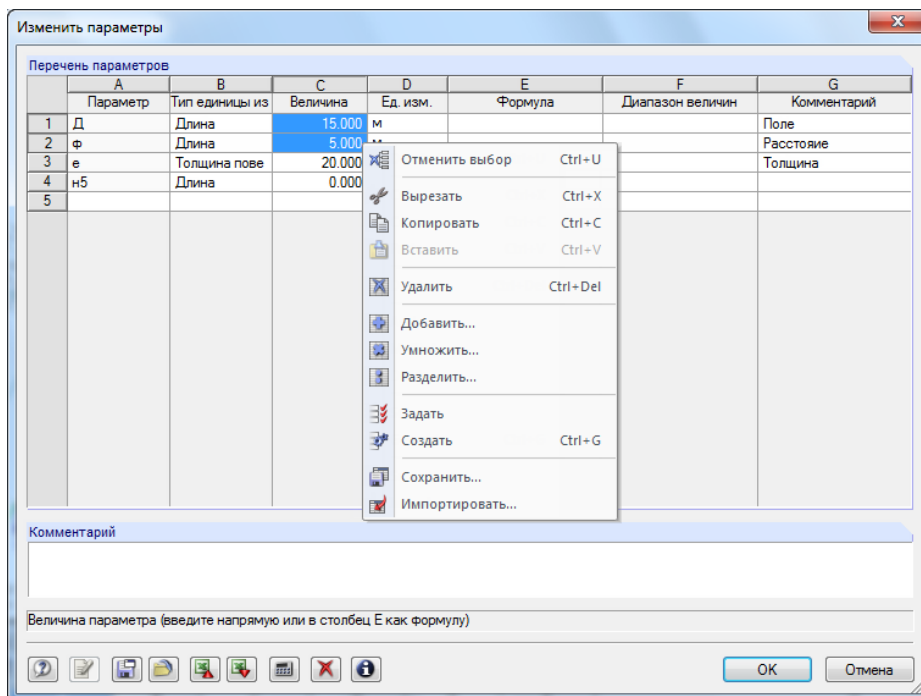 Изменить параметры
Перечень параметров
A B C D E F G
Параметр Тип единицы из Величина Ед. изм. Формула Диапазон величин Комментарий
1 Д Длина 15.000 м Поле
2 ф Длина 5.000 м Расстояие
3 е Толщина пове 20.000 Толщина
4 н5 Длина 0.000
5
Отменить выбор Ctrl+U
Вырезать Ctrl+X
Копировать Ctrl+C
Вставить Ctrl+V
Удалить Ctrl+Del
Добавить...
Умножить...
Разделить...
Задать
Создать Ctrl+G
Сохранить...
Импортировать...
Комментарий
Величина параметра (введите напрямую или в столбец E как формулу)
OK Отмена